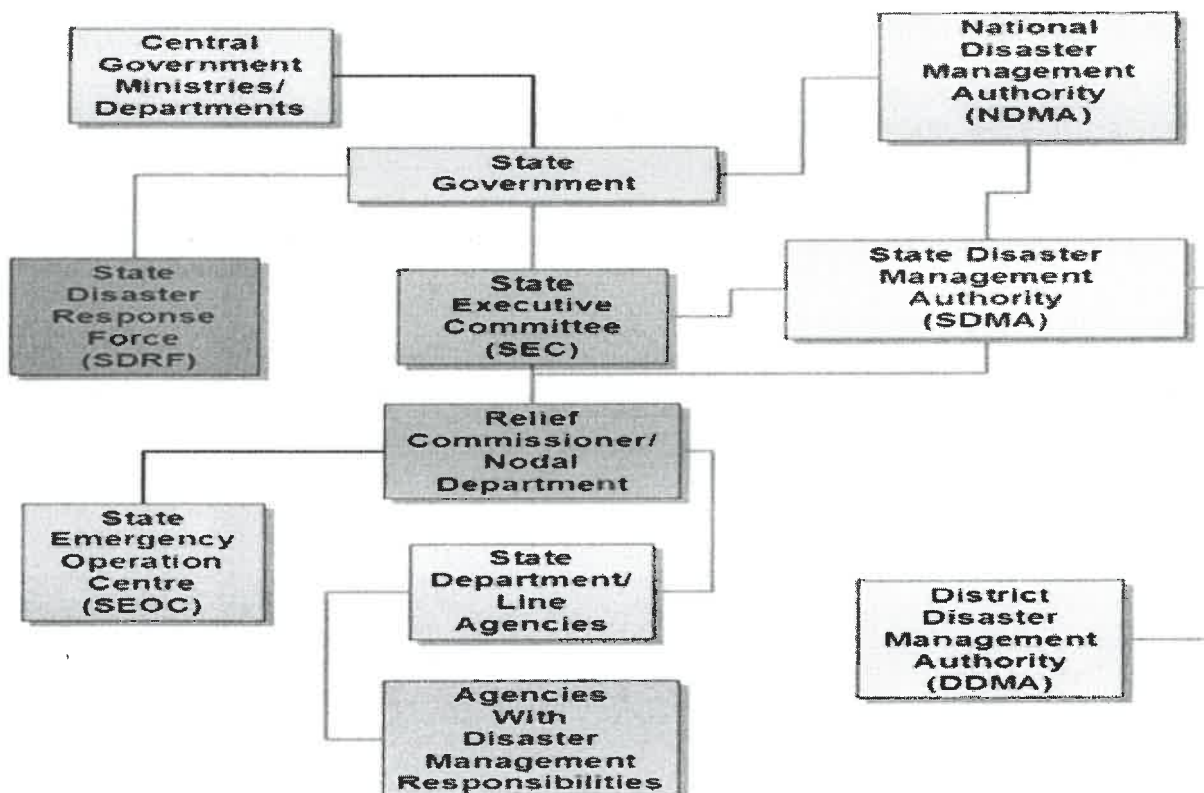 Central
Government
Ministries/
Departments
National
Disaster
Management
Authority
(NDMA)
State
Government
State
Disaster
Response
Force
(SDRF)
State
Executive
Committee
(SEC)
State Disaster
Management
Authority
(SDMA)
Relief
Commissioner/
Nodal
Department
State
Emergency
Operation
Centre
(SEOC)
State
Department/
Line
Agencies
District
Disaster
Management
Authority
(DDMA)
Agencies
With
Disaster
Management
Responsibilities